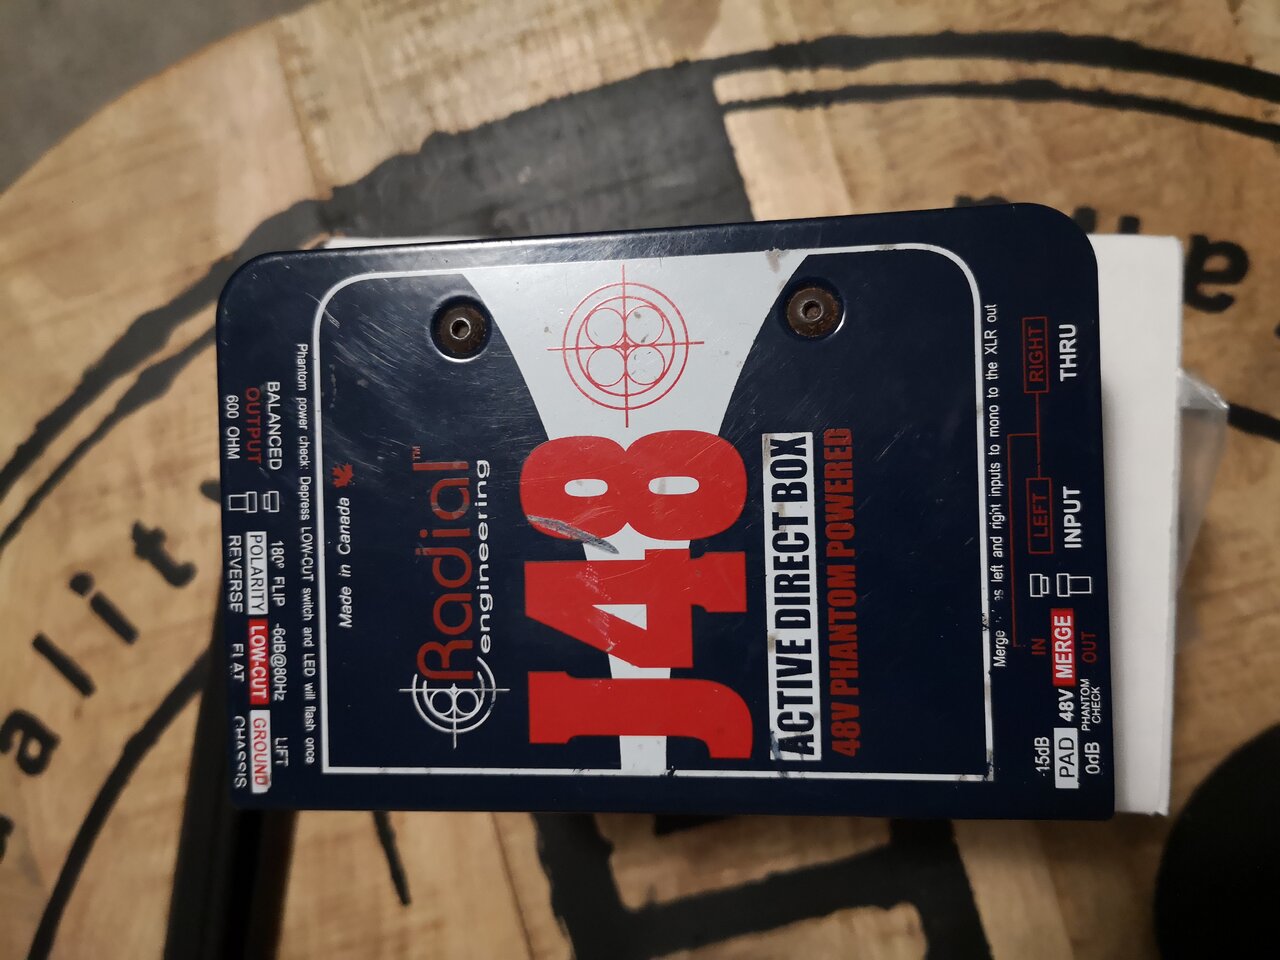 BALANCED
OUTPUT
600 OHM
180º FLIP
POLARITY
REVERSE
-6dB@80Hz
LOW-CUT
FLAT
LIFT
GROUND
CHASSIS
Phantom power check: Depress LOW-CUT switch and LED will flash once
Made in Canada
Radial™
engineering
J48
ACTIVE DIRECT BOX
48V PHANTOM POWERED
Merge left and right inputs to mono to the XLR out
LEFT
RIGHT
INPUT
THRU
IN
MERGE
OUT
48V
PHANTOM
CHECK
-15dB
PAD
0dB